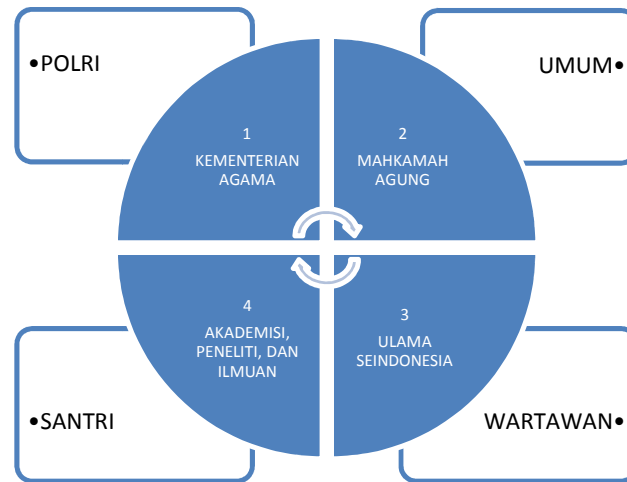 •POLRI
UMUM•
1
KEMENTERIAN
AGAMA
2
MAHKAMAH
AGUNG
3
ULAMA
SEINDONESIA
4
AKADEMISI,
PENELITI, DAN
ILMUAN
•SANTRI
WARTAWAN•